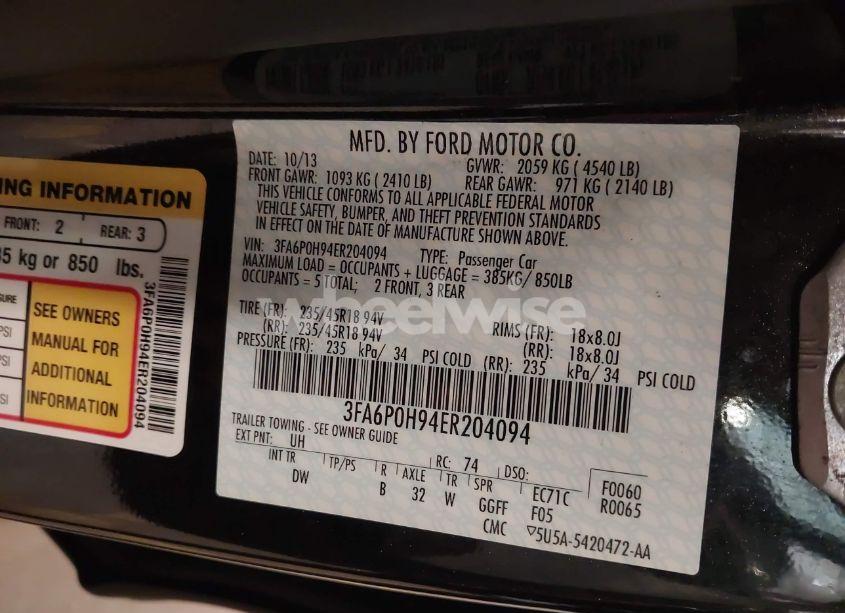 MFD. BY FORD MOTOR CO.
DATE: 10/13 GVWR: 2059 KG ( 4540 LB)
FRONT GAWR: 1093 KG ( 2410 LB) REAR GAWR: 971 KG ( 2140 LB)
THIS VEHICLE CONFORMS TO ALL APPLICABLE FEDERAL MOTOR
VEHICLE SAFETY, BUMPER, AND THEFT PREVENTION STANDARDS
IN EFFECT ON THE DATE OF MANUFACTURE SHOWN ABOVE.
VIN: 3FA6P0H94ER204094 TYPE: Passenger Car
MAXIMUM LOAD = OCCUPANTS + LUGGAGE = 385KG/ 850LB
OCCUPANTS = 5 TOTAL; 2 FRONT, 3 REAR
TIRE (FR): 235/45R18 94V RIMS (FR): 18x8.0J
(RR): 235/45R18 94V (RR): 18x8.0J
PRESSURE (FR): 235 kPa/ 34 PSI COLD (RR): 235 kPa/ 34 PSI COLD
3FA6P0H94ER204094
TRAILER TOWING - SEE OWNER GUIDE
EXT PNT: UH RC: 74 DSO:
INT TR TP/PS R AXLE TR SPR EC71C F0060
DW B 32 W GGFF F05 R0065
CMC ▽5U5A-5420472-AA
ING INFORMATION
FRONT: 2 REAR: 3
85 kg or 850 lbs.
SURE
PSI
PSI
PSI
SEE OWNERS
MANUAL FOR
ADDITIONAL
INFORMATION
3FA6P0H94ER204094
wheelwise